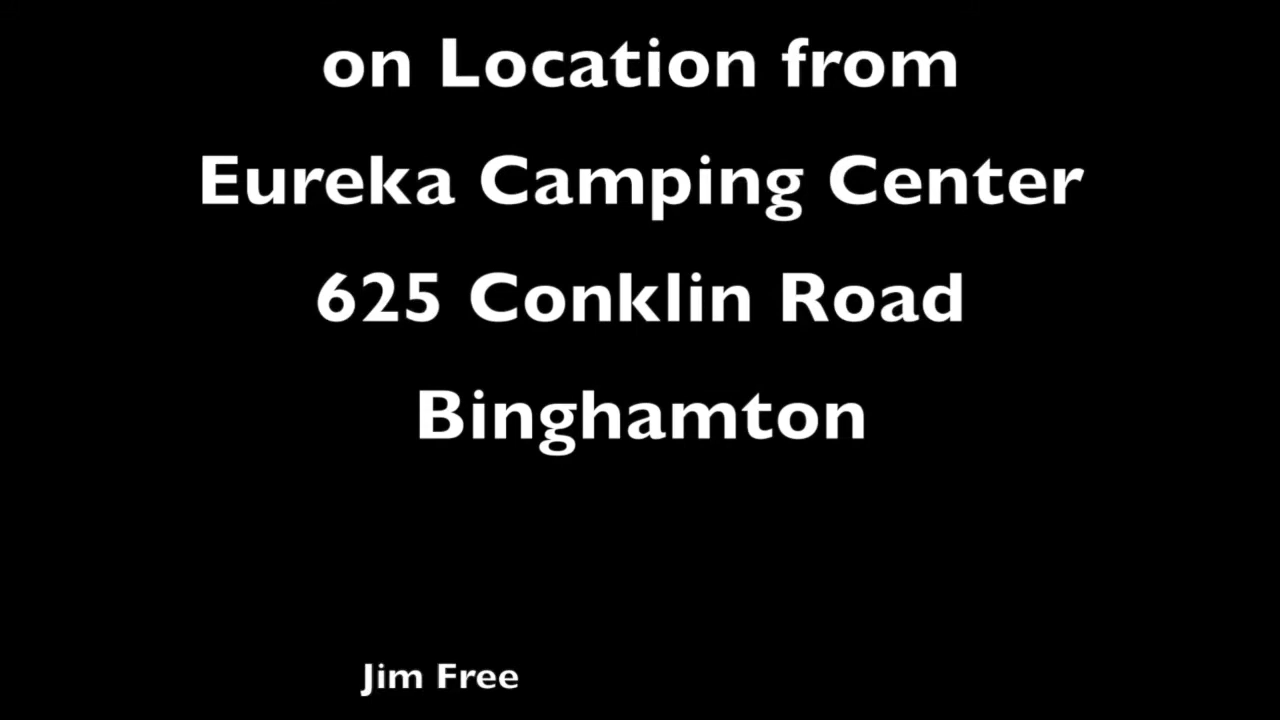 on Location from
Eureka Camping Center
625 Conklin Road
Binghamton
Jim Free